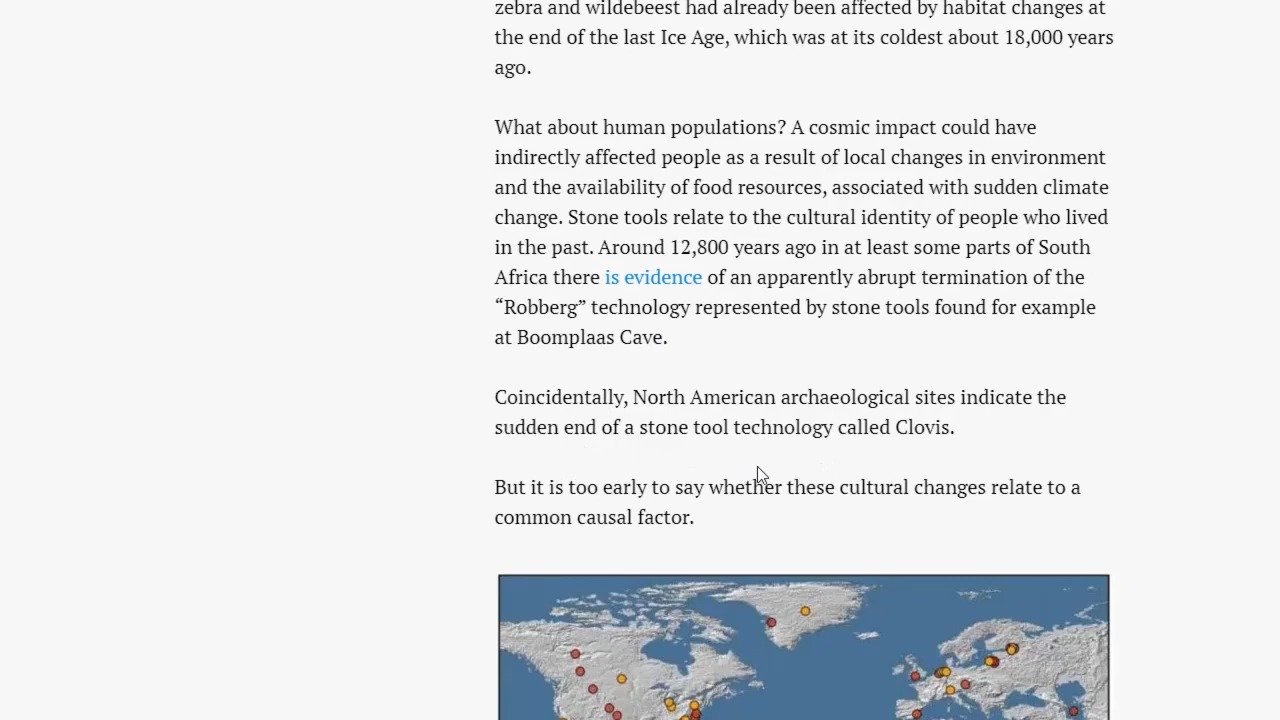 zebra and wildebeest had already been affected by habitat changes at
the end of the last Ice Age, which was at its coldest about 18,000 years
ago.
What about human populations? A cosmic impact could have
indirectly affected people as a result of local changes in environment
and the availability of food resources, associated with sudden climate
change. Stone tools relate to the cultural identity of people who lived
in the past. Around 12,800 years ago in at least some parts of South
Africa there is evidence of an apparently abrupt termination of the
“Robberg” technology represented by stone tools found for example
at Boomplaas Cave.
Coincidentally, North American archaeological sites indicate the
sudden end of a stone tool technology called Clovis.
But it is too early to say whether these cultural changes relate to a
common causal factor.